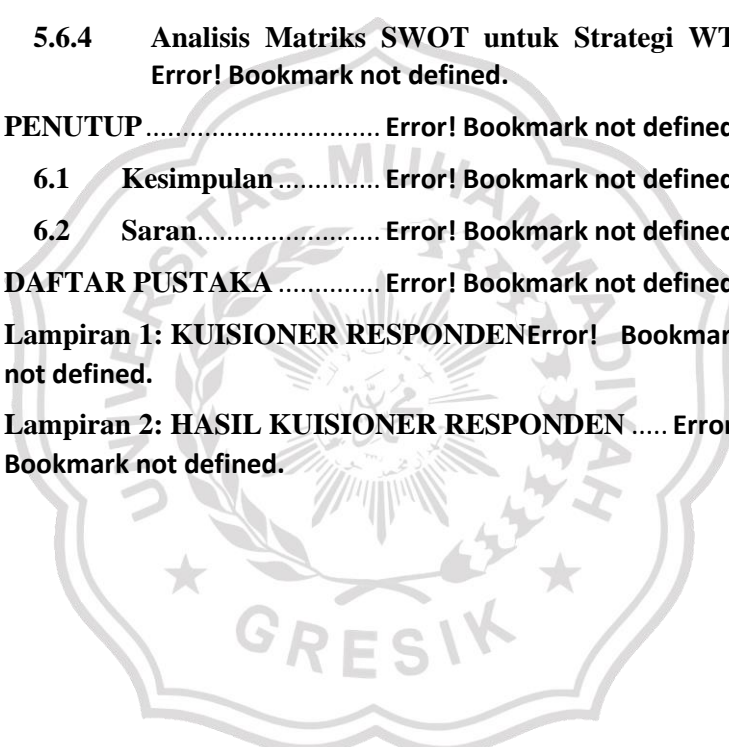 5.6.4 Analisis Matriks SWOT untuk Strategi WT
Error! Bookmark not defined.
PENUTUP ................................ Error! Bookmark not defined
6.1 Kesimpulan .............. Error! Bookmark not defined
6.2 Saran......................... Error! Bookmark not defined
DAFTAR PUSTAKA .............. Error! Bookmark not defined
Lampiran 1: KUISIONER RESPONDENError! Bookmar
not defined.
Lampiran 2: HASIL KUISIONER RESPONDEN ..... Error
Bookmark not defined.
UNIVERSITAS MUHAMMADIYAH
GRESIK